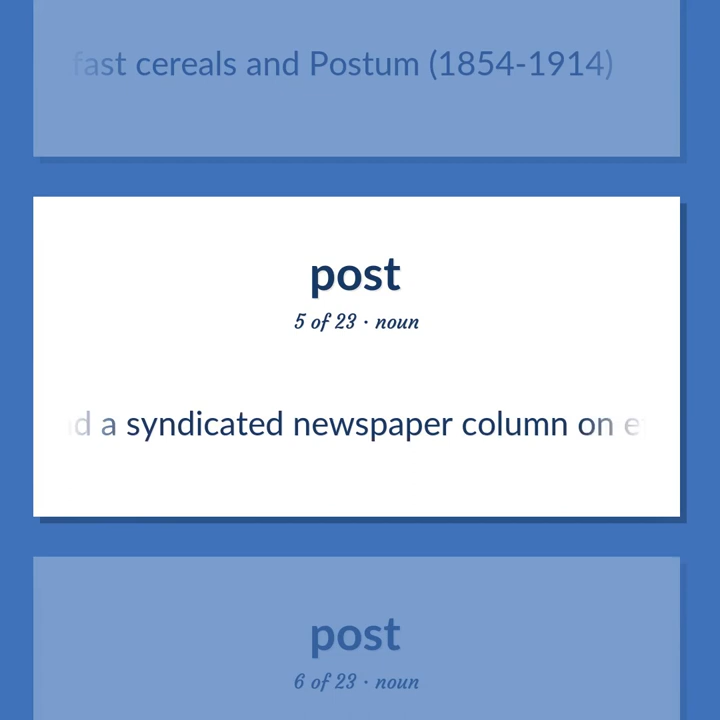 fast cereals and Postum (1854-1914)
post
5 of 23 · noun
a syndicated newspaper column on
post
6 of 23 · noun